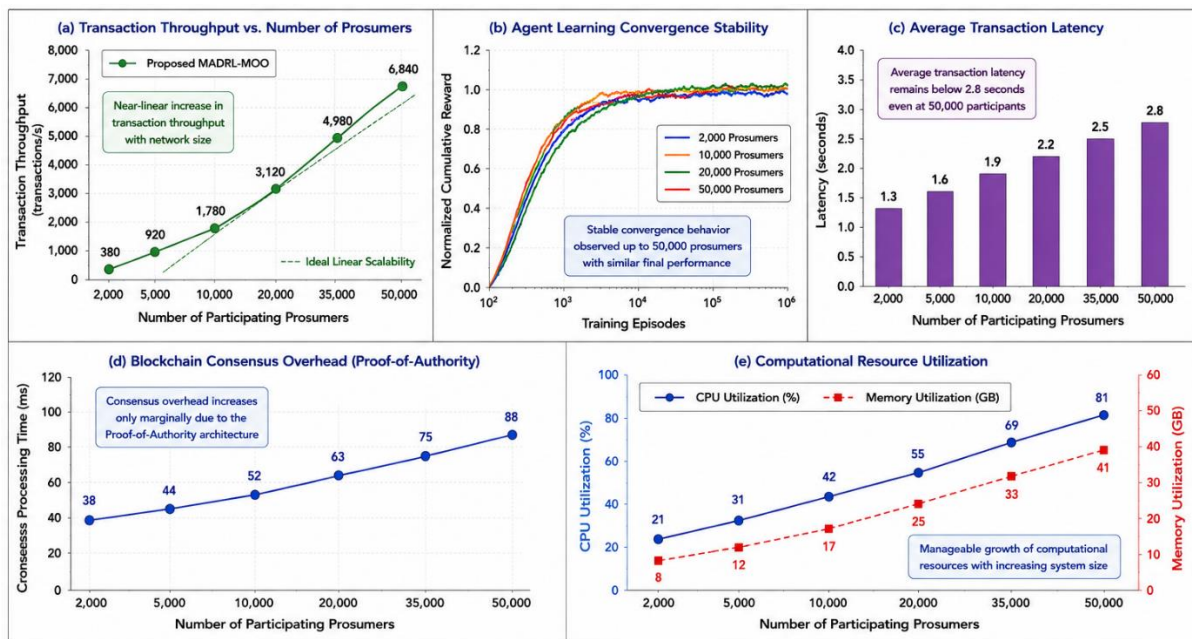 (a) Transaction Throughput vs. Number of Prosumers
Transaction Throughput
(transactions/s)
8,000
7,000
6,000
5,000
4,000
3,000
2,000
1,000
0
Proposed MADRL-MOO
Near-linear increase in
transaction throughput
with network size
380
920
1,780
3,120
4,980
6,840
Ideal Linear Scalability
2,000
5,000
10,000
20,000
35,000
50,000
Number of Participating Prosumers
(b) Agent Learning Convergence Stability
Normalized Cumulative Reward
1.4
1.2
1.0
0.8
0.6
0.4
0.2
0.0
2,000 Prosumers
10,000 Prosumers
20,000 Prosumers
50,000 Prosumers
Stable convergence behavior
observed up to 50,000 prosumers
with similar final performance
10²
10³
10⁴
10⁵
10⁶
Training Episodes
(c) Average Transaction Latency
Latency (seconds)
4.0
3.5
3.0
2.5
2.0
1.5
1.0
0.5
0.0
Average transaction latency
remains below 2.8 seconds
even at 50,000 participants
1.3
1.6
1.9
2.2
2.5
2.8
2,000
5,000
10,000
20,000
35,000
50,000
Number of Participating Prosumers
(d) Blockchain Consensus Overhead (Proof-of-Authority)
Processing Time (ms)
120
100
80
60
40
20
0
Consensus overhead increases
only marginally due to the
Proof-of-Authority architecture
38
44
52
63
75
88
2,000
5,000
10,000
20,000
35,000
50,000
Number of Participating Prosumers
(e) Computational Resource Utilization
CPU Utilization (%)
100
80
60
40
20
0
CPU Utilization (%)
Memory Utilization (GB)
21
31
42
55
69
81
8
12
17
25
33
41
Manageable growth of computational
resources with increasing system size
60
50
40
30
20
10
0
Memory Utilization (GB)
2,000
5,000
10,000
20,000
35,000
50,000
Number of Participating Prosumers